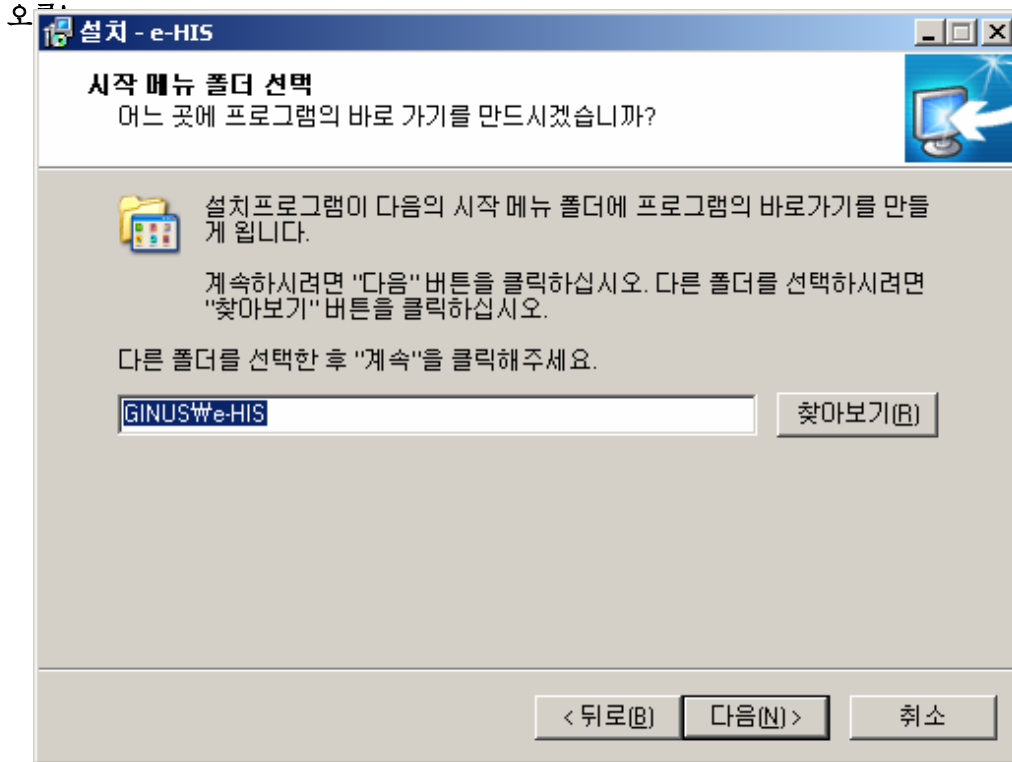 오른
설치 - e-HIS
시작 메뉴 폴더 선택
어느 곳에 프로그램의 바로 가기를 만드시겠습니까?
설치프로그램이 다음의 시작 메뉴 폴더에 프로그램의 바로가기를 만들
게 욉니다.
계속하시려면 "다음" 버튼을 클릭하십시오. 다른 폴더를 선택하시려면
"찾아보기" 버튼을 클릭하십시오.
다른 폴더를 선택한 후 "계속"을 클릭해주세요.
GINUS₩e-HIS
찾아보기(R)
< 뒤로(B)
다음(N) >
취소